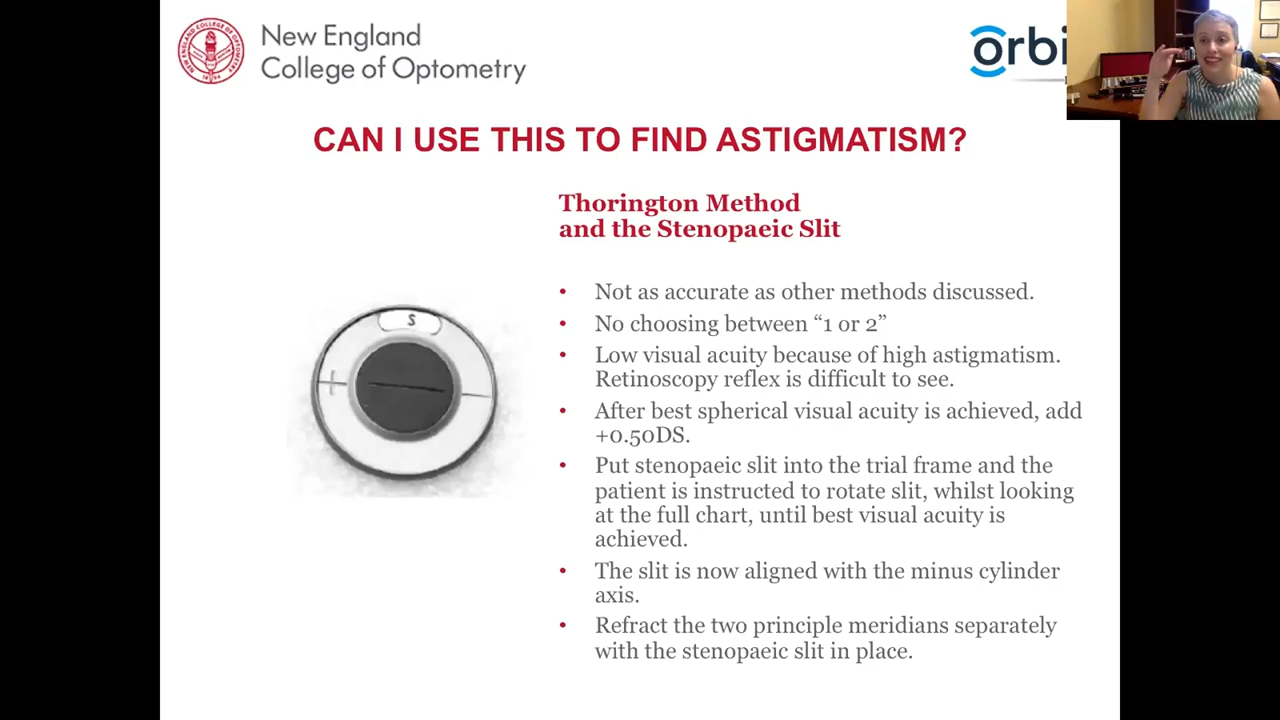 New England
College of Optometry
orbi
CAN I USE THIS TO FIND ASTIGMATISM?
Thorington Method
and the Stenopaeic Slit
• Not as accurate as other methods discussed.
• No choosing between “1 or 2”
• Low visual acuity because of high astigmatism.
Retinoscopy reflex is difficult to see.
• After best spherical visual acuity is achieved, add
+0.50DS.
• Put stenopaeic slit into the trial frame and the
patient is instructed to rotate slit, whilst looking
at the full chart, until best visual acuity is
achieved.
• The slit is now aligned with the minus cylinder
axis.
• Refract the two principle meridians separately
with the stenopaeic slit in place.
S